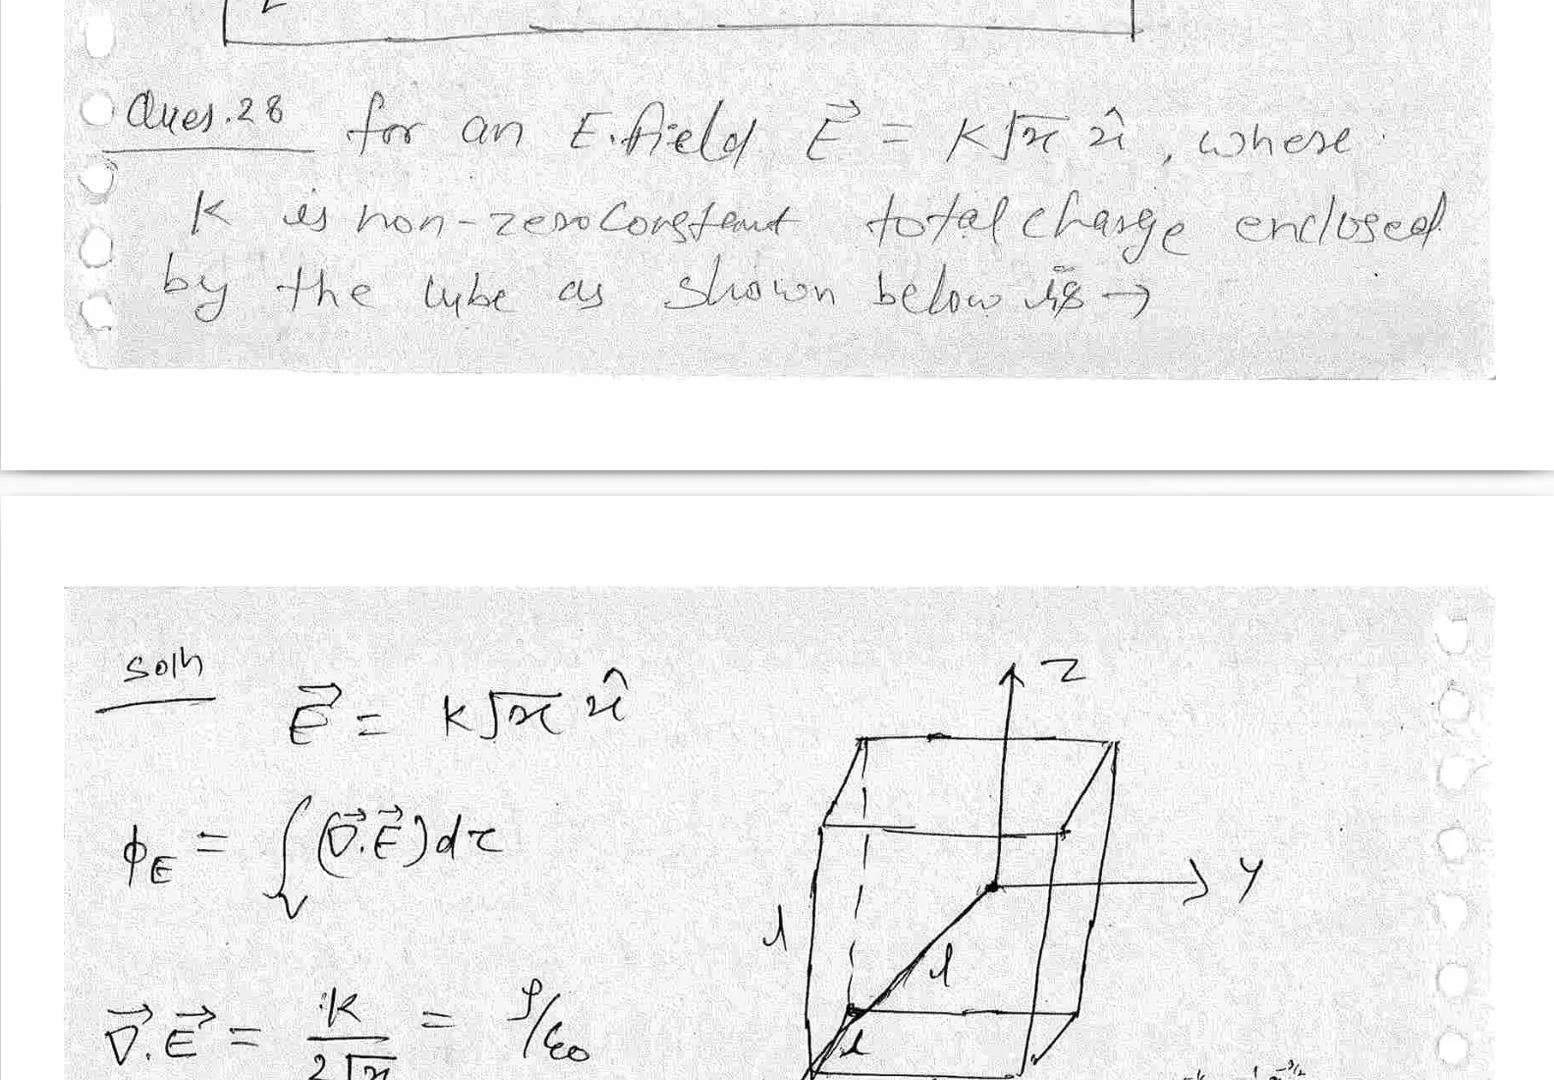 Ques.28 for an E.field E⃗ = K√x x̂, where
K is non-zero constant total charge enclosed
by the cube as shown below is →
Soln
E⃗ = K√x x̂
Z
ϕE = ∫v (∇⃗.E⃗)dτ
Y
l
l
∇⃗.E⃗ = K/2√x = ρ/ε0
l